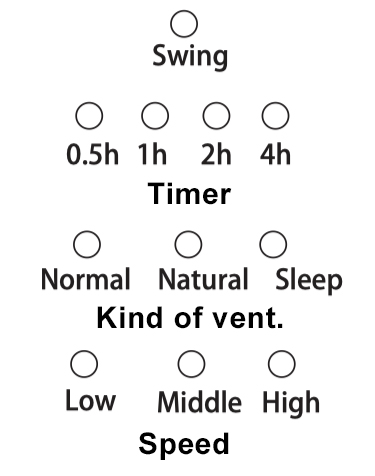 Swing
0.5h 1h 2h 4h
Timer
Normal Natural Sleep
Kind of vent.
Low Middle High
Speed